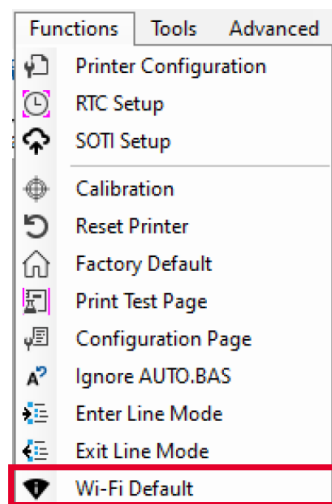 Functions Tools Advanced
Printer Configuration
RTC Setup
SOTI Setup
Calibration
Reset Printer
Factory Default
Print Test Page
Configuration Page
Ignore AUTO.BAS
Enter Line Mode
Exit Line Mode
Wi-Fi Default